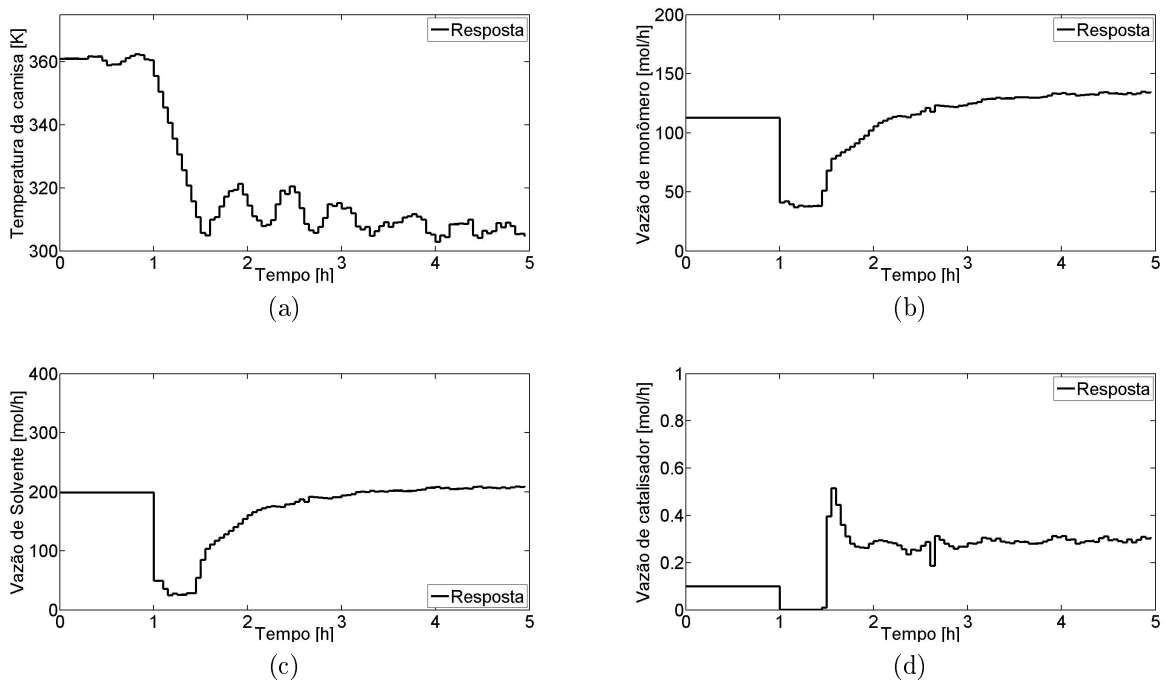 Temperatura da camisa [K]
360
340
320
300
0 1 2 3 4 5
Tempo [h]
Resposta
(a)
Vazão de monômero [mol/h]
200
150
100
50
0
0 1 2 3 4 5
Tempo [h]
Resposta
(b)
Vazão de Solvente [mol/h]
400
300
200
100
0
0 1 2 3 4 5
Tempo [h]
Resposta
(c)
Vazão de catalisador [mol/h]
1
0.8
0.6
0.4
0.2
0
0 1 2 3 4 5
Tempo [h]
Resposta
(d)